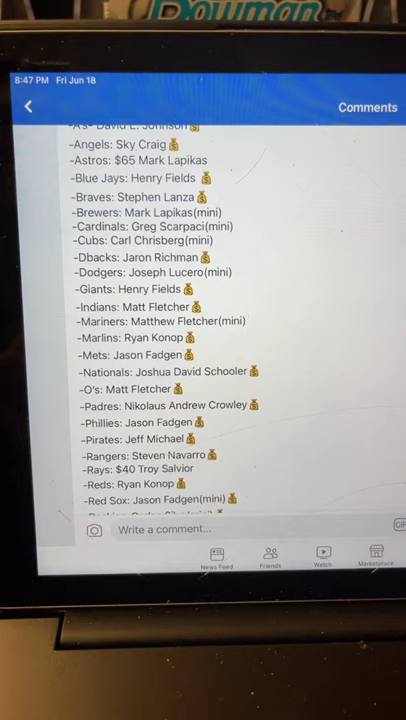 Bowman
8:47 PM Fri Jun 18
Comments
-A's- David L. Johnson💰
-Angels: Sky Craig💰
-Astros: $65 Mark Lapikas
-Blue Jays: Henry Fields 💰
-Braves: Stephen Lanza💰
-Brewers: Mark Lapikas(mini)
-Cardinals: Greg Scarpaci(mini)
-Cubs: Carl Chrisberg(mini)
-Dbacks: Jaron Richman💰
-Dodgers: Joseph Lucero(mini)
-Giants: Henry Fields💰
-Indians: Matt Fletcher💰
-Mariners: Matthew Fletcher(mini)
-Marlins: Ryan Konop💰
-Mets: Jason Fadgen💰
-Nationals: Joshua David Schooler💰
-O's: Matt Fletcher💰
-Padres: Nikolaus Andrew Crowley💰
-Phillies: Jason Fadgen💰
-Pirates: Jeff Michael💰
-Rangers: Steven Navarro💰
-Rays: $40 Troy Salvior
-Reds: Ryan Konop💰
-Red Sox: Jason Fadgen(mini)💰
Write a comment...
GIF
News Feed
Friends
Watch
Marketplace